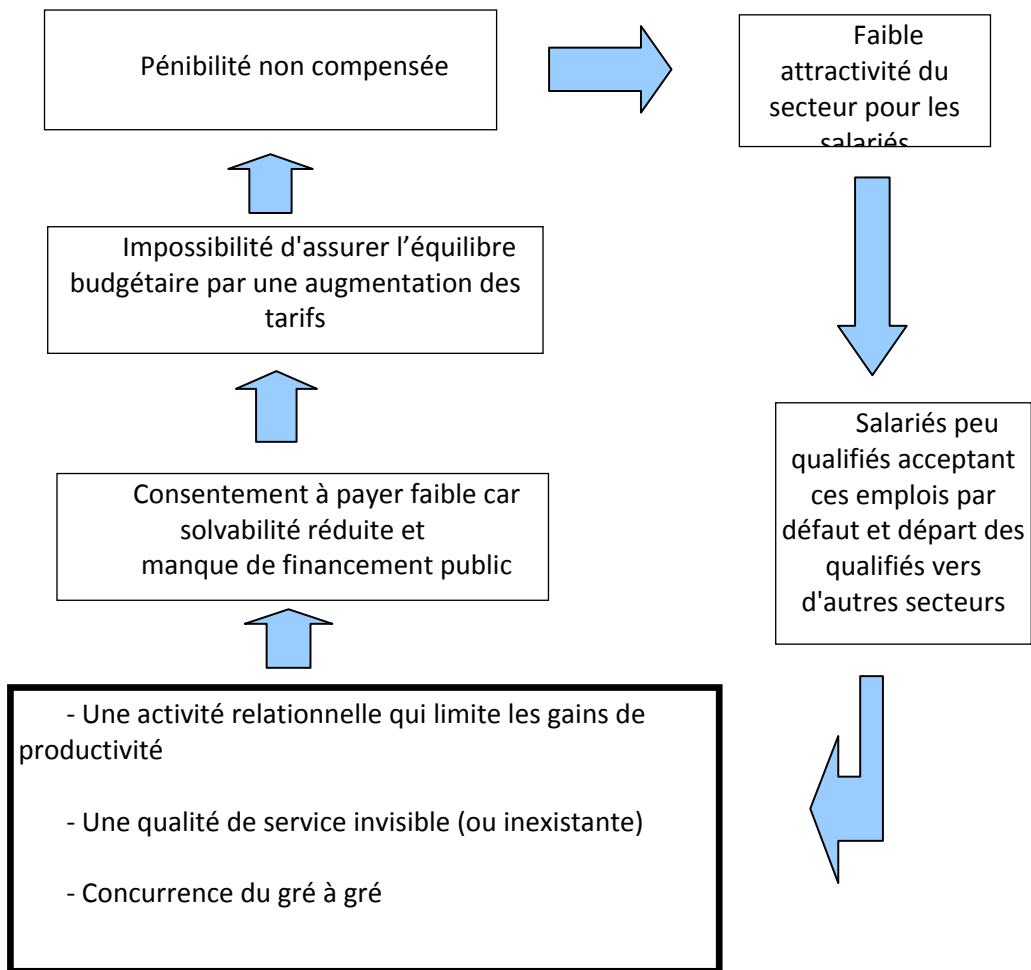 Pénibilité non compensée
Faible
attractivité du
secteur pour les
salariés
Impossibilité d'assurer l’équilibre
budgétaire par une augmentation des
tarifs
Consentement à payer faible car
solvabilité réduite et
manque de financement public
Salariés peu
qualifiés acceptant
ces emplois par
défaut et départ des
qualifiés vers
d'autres secteurs
- Une activité relationnelle qui limite les gains de
productivité
- Une qualité de service invisible (ou inexistante)
- Concurrence du gré à gré